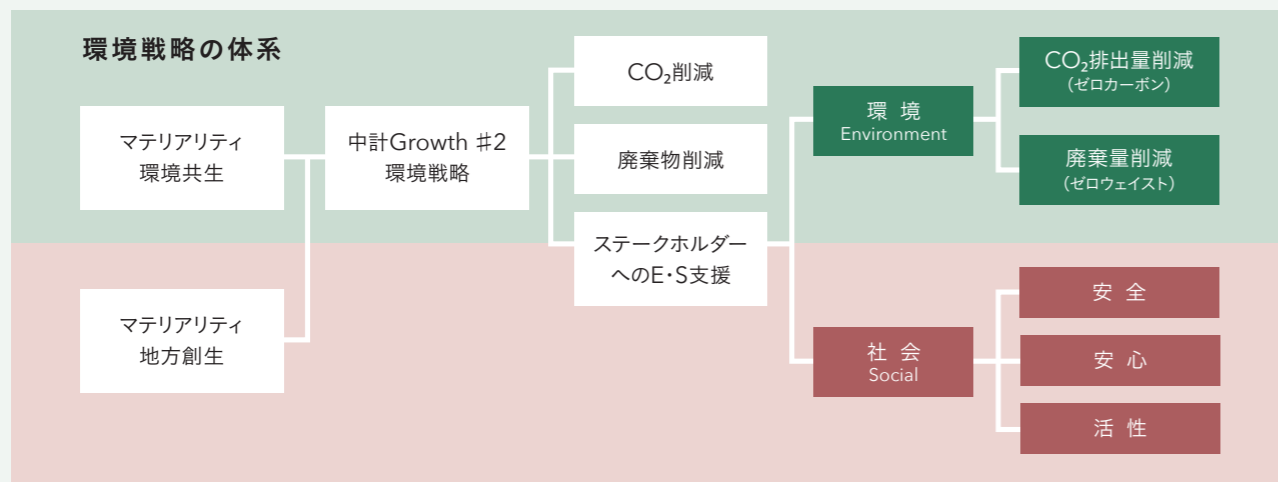 環境戦略の体系
マテリアリティ
環境共生
マテリアリティ
地方創生
中計Growth ♯2
環境戦略
CO₂削減
廃棄物削減
ステークホルダー
へのE・S支援
環 境
Environment
CO₂排出量削減
（ゼロカーボン）
廃棄量削減
（ゼロウェイスト）
社 会
Social
安 全
安 心
活 性